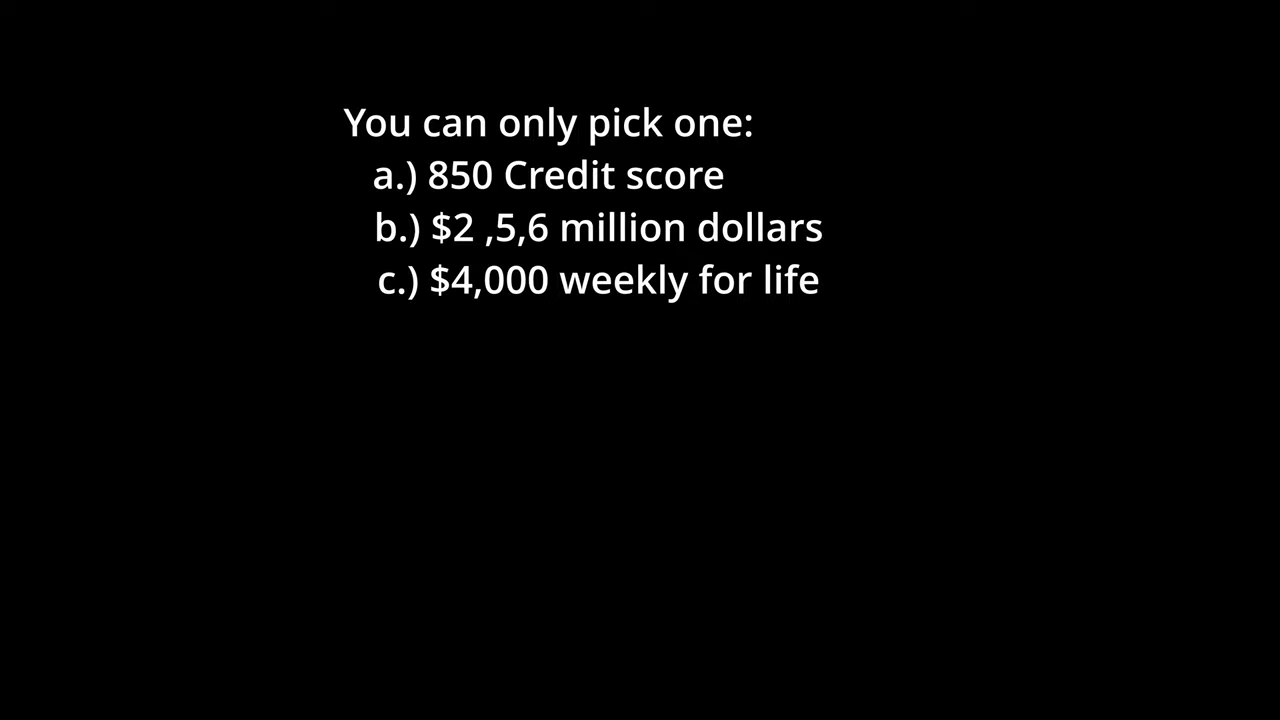 You can only pick one:
a.) 850 Credit score
b.) $2 ,5,6 million dollars
c.) $4,000 weekly for life